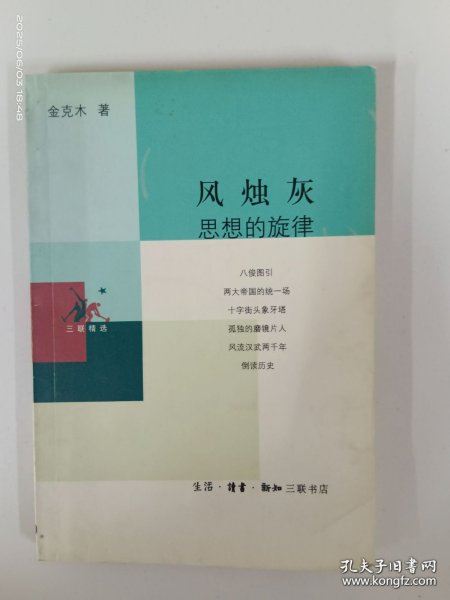 2025/06/03 18:48
金克木 著
风烛灰
思想的旋律
八俊图引
两大帝国的统一场
十字街头象牙塔
孤独的磨镜片人
风流汉武两千年
倒读历史
三联精选
生活·讀書·新知三联书店
孔夫子旧书网
www.kongfz.com